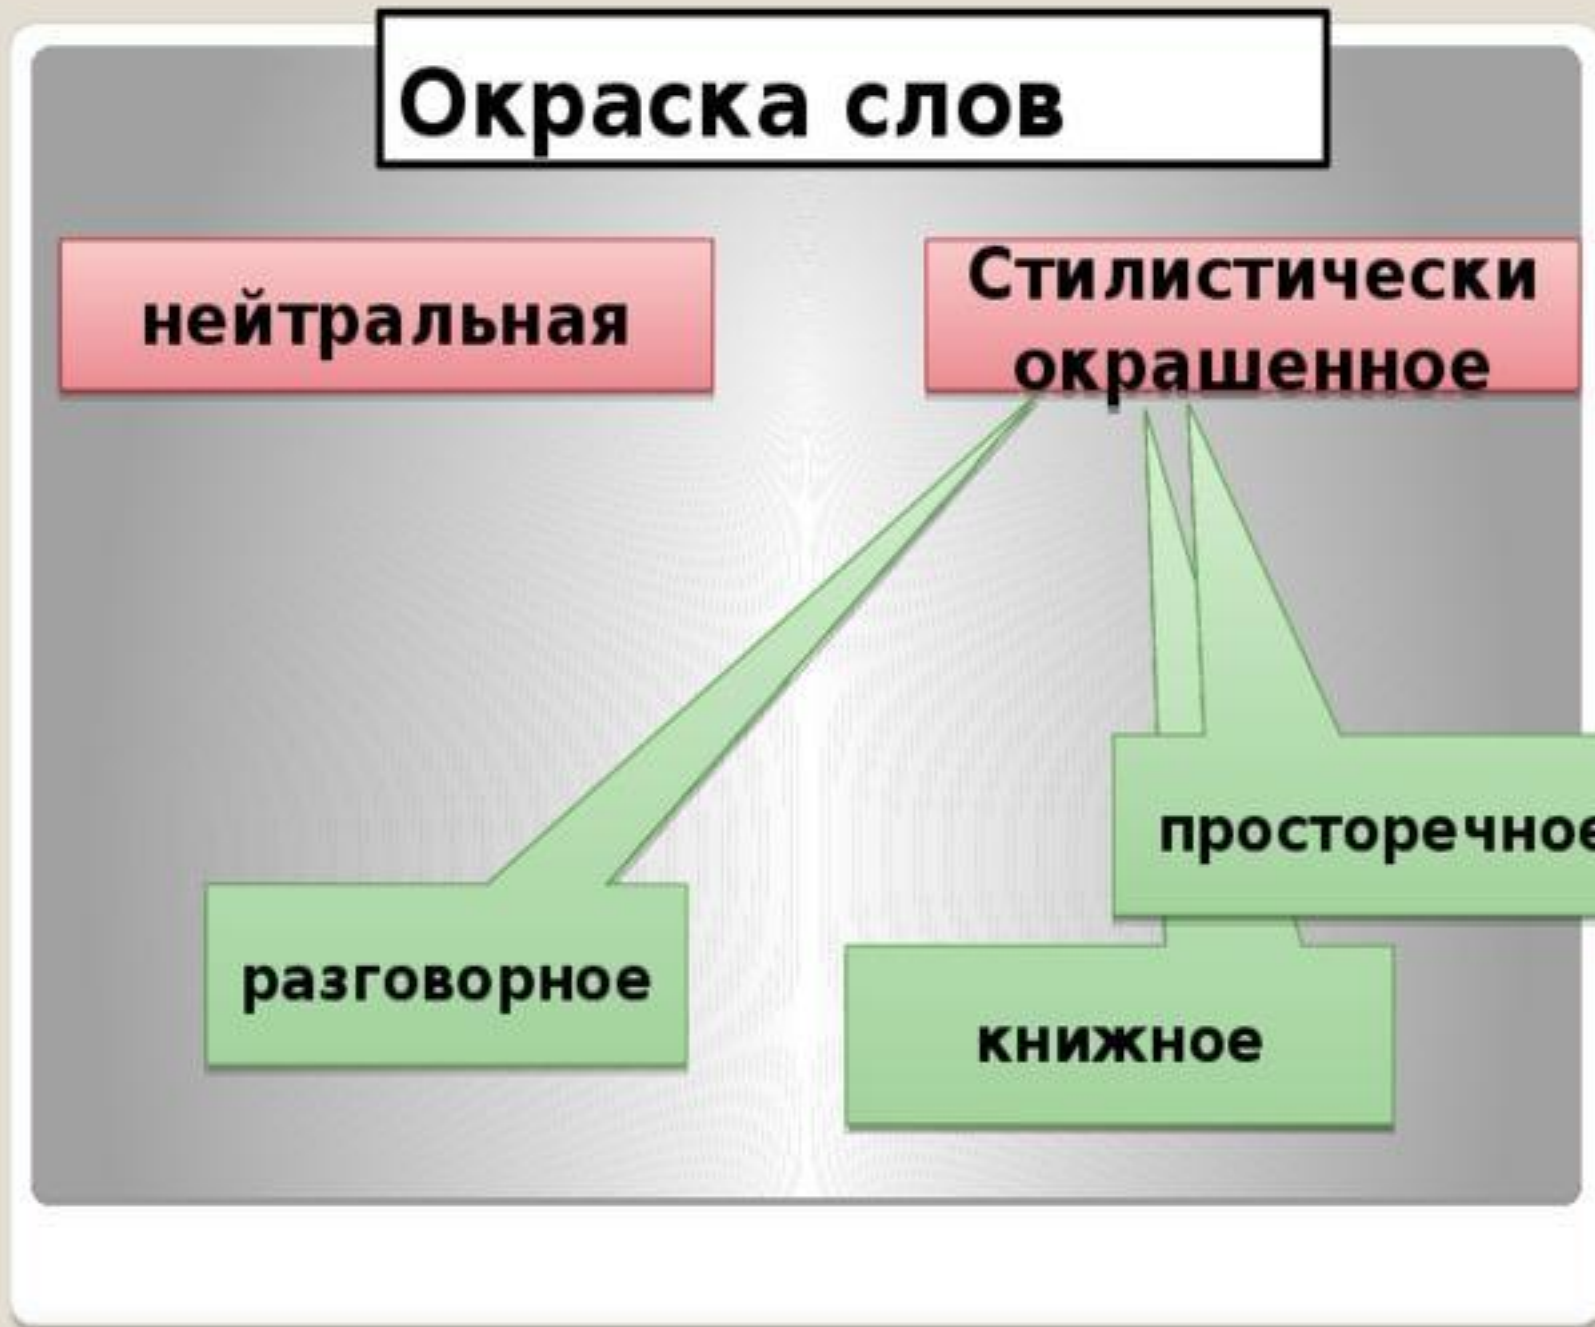 Окраска слов
нейтральная
Стилистически
окрашенное
просторечное
разговорное
книжное